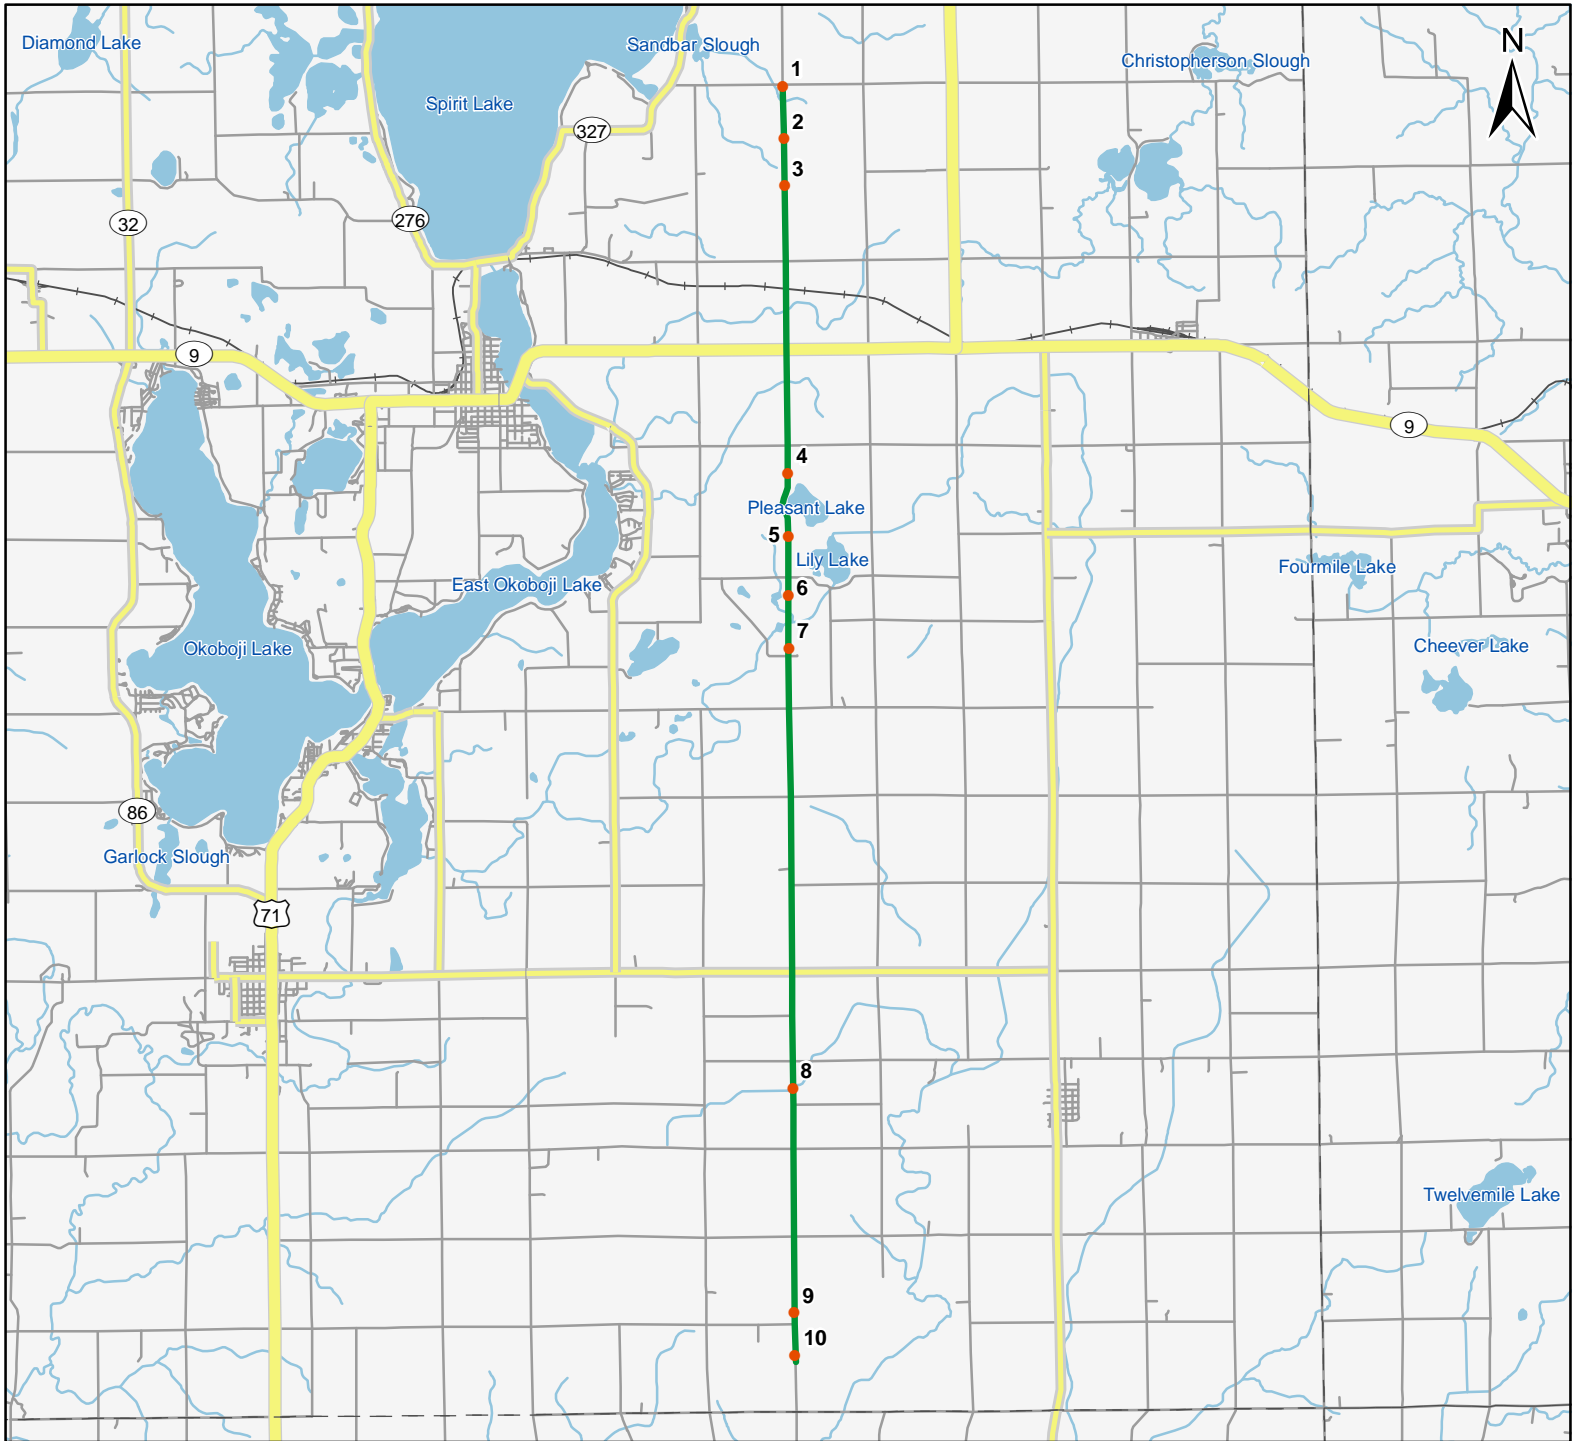 Diamond Lake
Sandbar Slough
N
Christopherson Slough
1
Spirit Lake
2
327
3
276
32
9
9
4
Pleasant Lake
5
Lily Lake
Fourmile Lake
East Okoboji Lake
6
7
Okoboji Lake
Cheever Lake
86
Garlock Slough
71
8
Twelvemile Lake
9
10